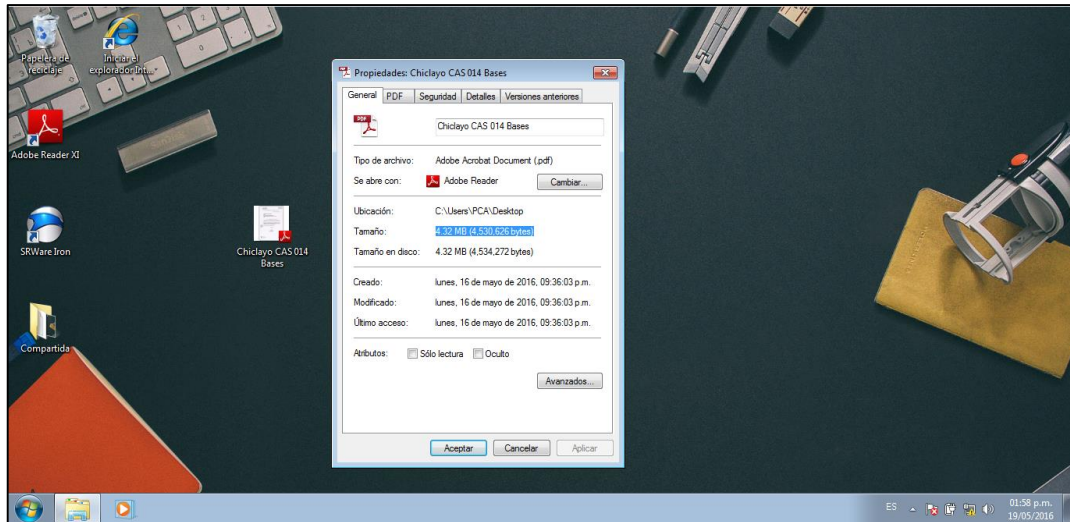 Papelera de
reciclaje
Iniciar el
explorador Int...
Adobe Reader XI
SRWare Iron
Chiclayo CAS 014
Bases
Compartida
Propiedades: Chiclayo CAS 014 Bases
General PDF Seguridad Detalles Versiones anteriores
PDF
Chiclayo CAS 014 Bases
Tipo de archivo: Adobe Acrobat Document (.pdf)
Se abre con: Adobe Reader Cambiar...
Ubicación: C:\Users\PCA\Desktop
Tamaño: 4.32 MB (4,530,626 bytes)
Tamaño en disco: 4.32 MB (4,534,272 bytes)
Creado: lunes, 16 de mayo de 2016, 09:36:03 p.m.
Modificado: lunes, 16 de mayo de 2016, 09:36:03 p.m.
Último acceso: lunes, 16 de mayo de 2016, 09:36:03 p.m.
Atributos: Sólo lectura Oculto
Avanzados...
Aceptar Cancelar Aplicar
ES 01:58 p.m.
19/05/2016